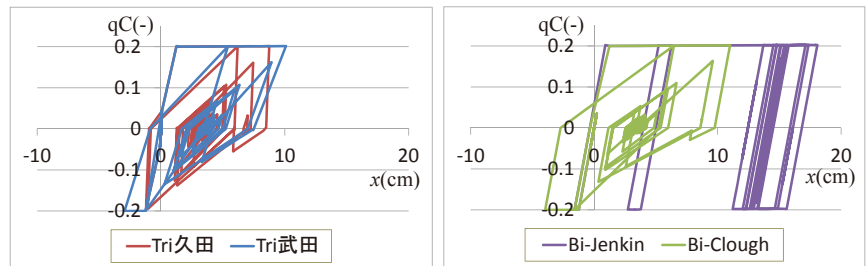 qC(-)
0.2
0.1
0
-10
0
10
20
-0.1
x(cm)
-0.2
Tri久田
Tri武田
qC(-)
0.2
0.1
0
-10
0
10
20
-0.1
x(cm)
-0.2
Bi-Jenkin
Bi-Clough